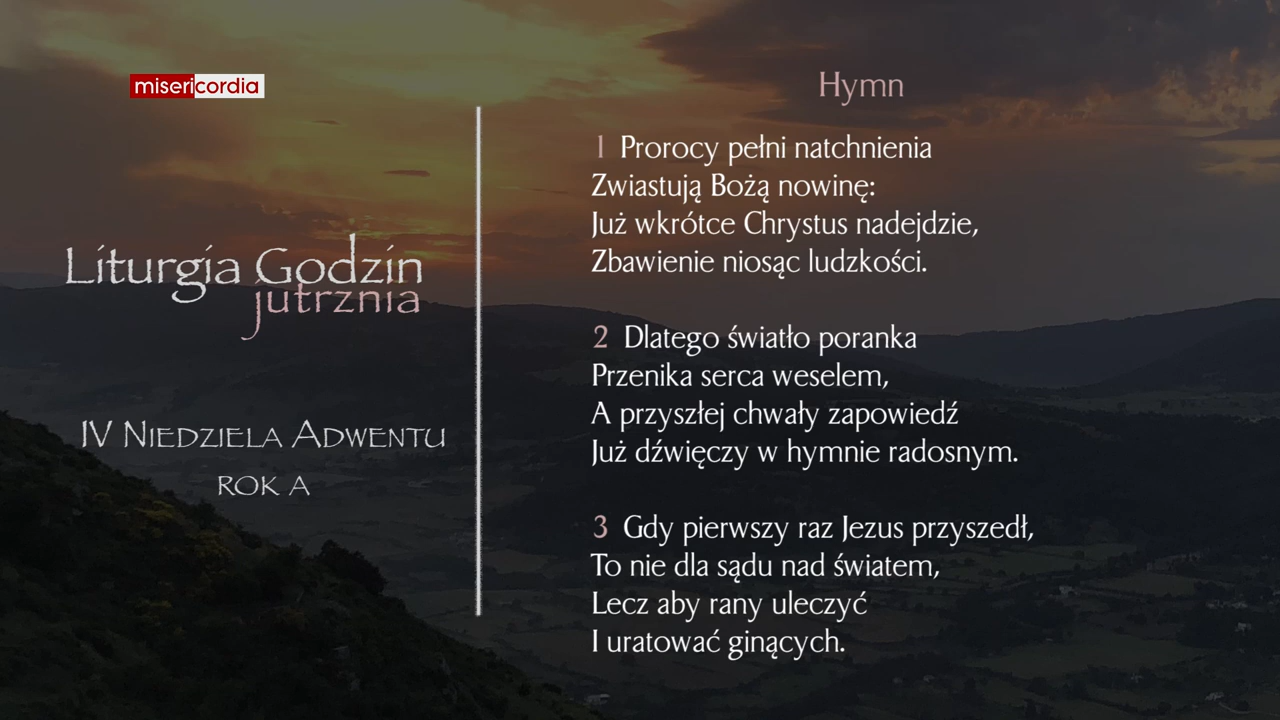 misericordia
Liturgia Godzin
jutrznia
IV Niedziela Adwentu
rok A
Hymn
1 Prorocy pełni natchnienia
Zwiastują Bożą nowinę:
Już wkrótce Chrystus nadejdzie,
Zbawienie niosąc ludzkości.
2 Dlatego światło poranka
Przenika serca weselem,
A przyszłej chwały zapowiedź
Już dźwięczy w hymnie radosnym.
3 Gdy pierwszy raz Jezus przyszedł,
To nie dla sądu nad światem,
Lecz aby rany uleczyć
I uratować ginących.